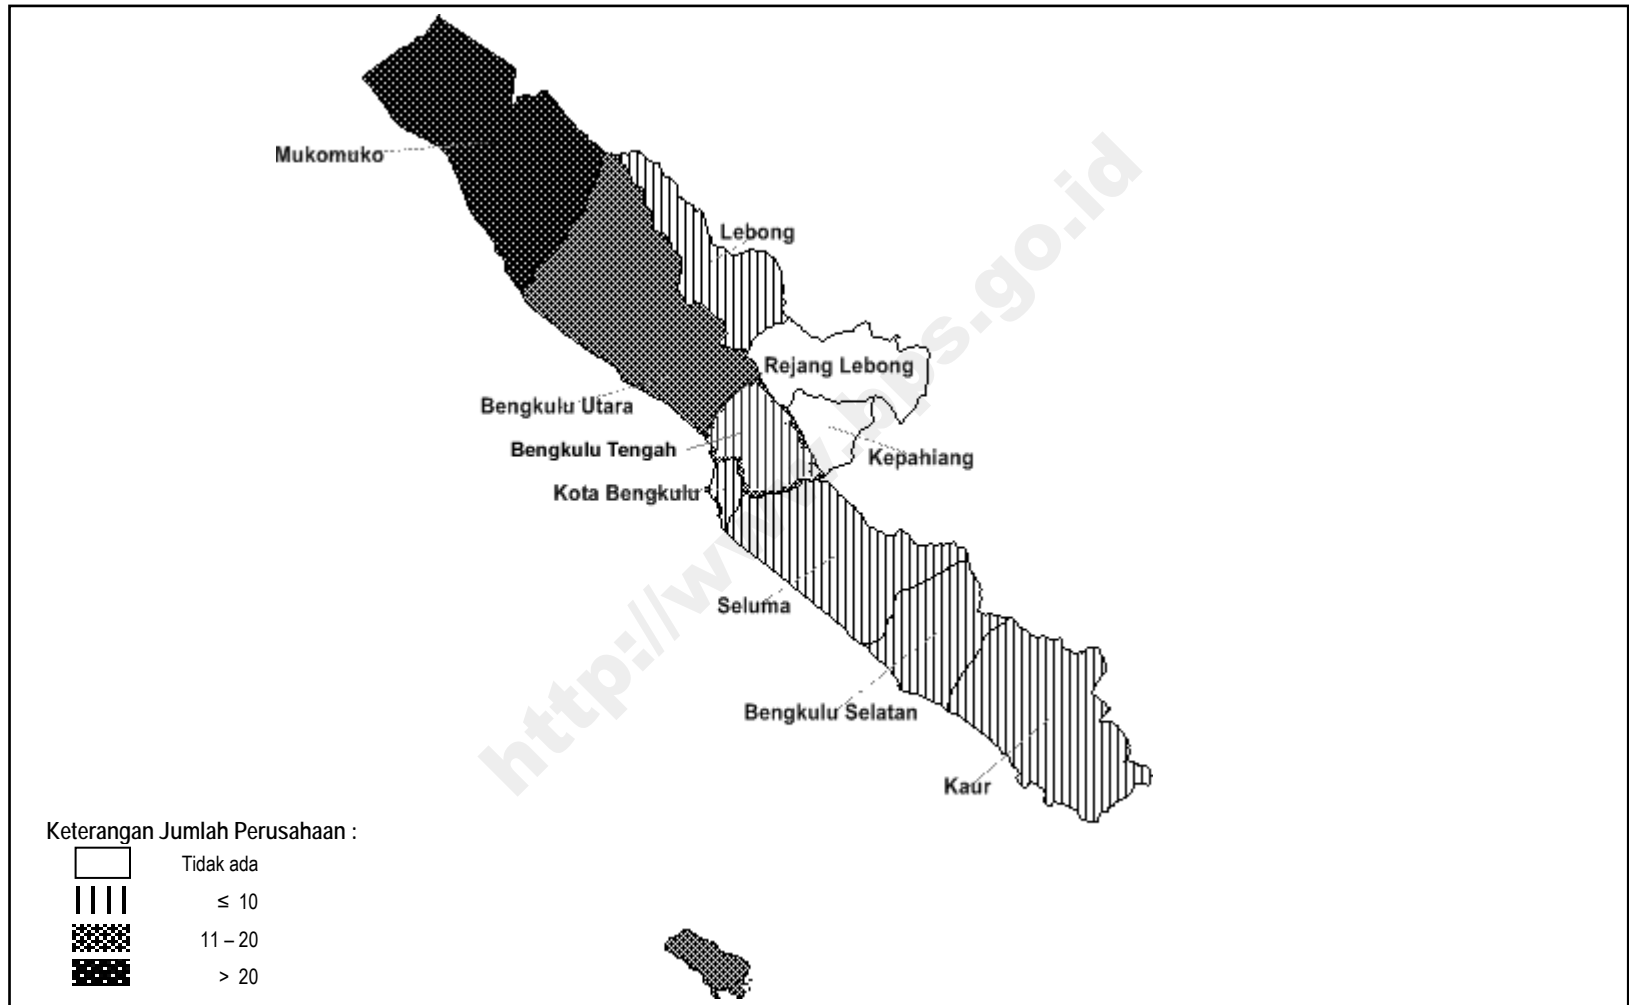 Mukomuko
Lebong
Rejang Lebong
Bengkulu Utara
Bengkulu Tengah
Kepahiang
Kota Bengkulu
Seluma
Bengkulu Selatan
Kaur
http://www.bps.go.id
Keterangan Jumlah Perusahaan :
Tidak ada
≤ 10
11 – 20
> 20